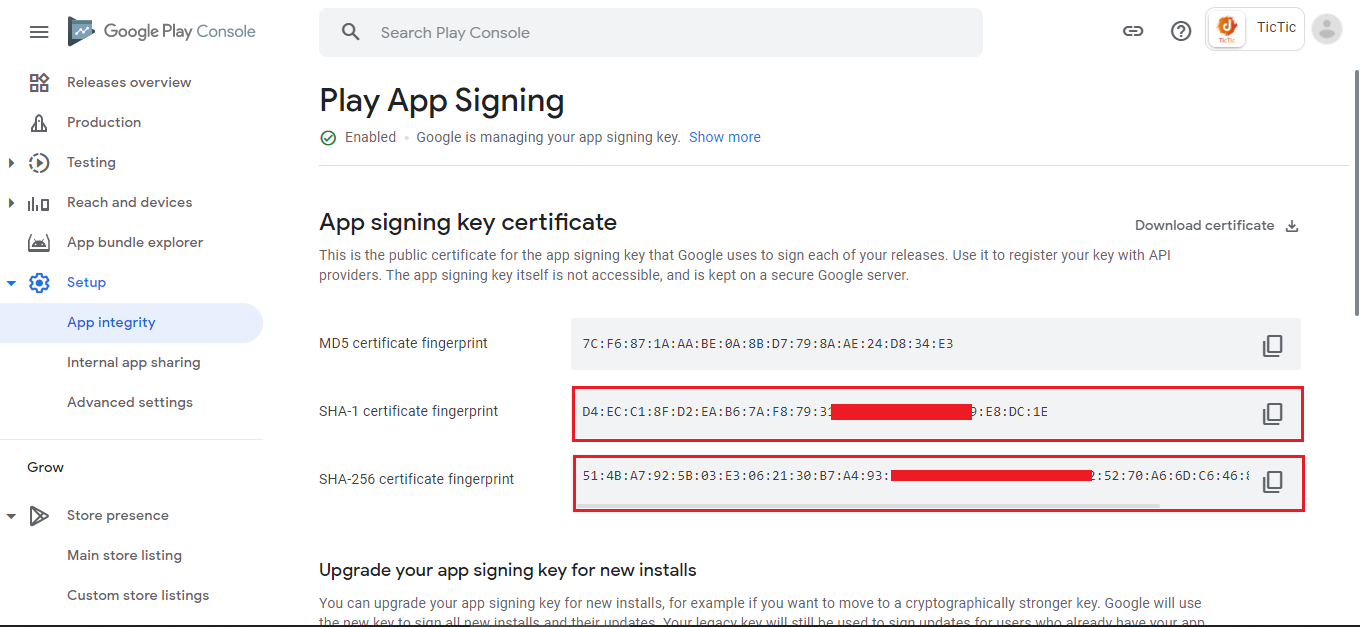 Google Play Console
Search Play Console
TicTic
TicTic
Releases overview
Production
Testing
Reach and devices
App bundle explorer
Setup
App integrity
Internal app sharing
Advanced settings
Grow
Store presence
Main store listing
Custom store listings
Play App Signing
Enabled • Google is managing your app signing key. Show more
App signing key certificate
Download certificate
This is the public certificate for the app signing key that Google uses to sign each of your releases. Use it to register your key with API
providers. The app signing key itself is not accessible, and is kept on a secure Google server.
MD5 certificate fingerprint
7C:F6:87:1A:AA:BE:0A:8B:D7:79:8A:AE:24:D8:34:E3
SHA-1 certificate fingerprint
D4:EC:C1:8F:D2:EA:B6:7A:F8:79:31 9:E8:DC:1E
SHA-256 certificate fingerprint
51:4B:A7:92:5B:03:E3:06:21:30:B7:A4:93: 2:52:70:A6:6D:C6:46:8
Upgrade your app signing key for new installs
You can upgrade your app signing key for new installs, for example if you want to move to a cryptographically stronger key. Google will use
the new key to sign all new installs and their updates. Your legacy key will still be used to sign updates for users who already have your app